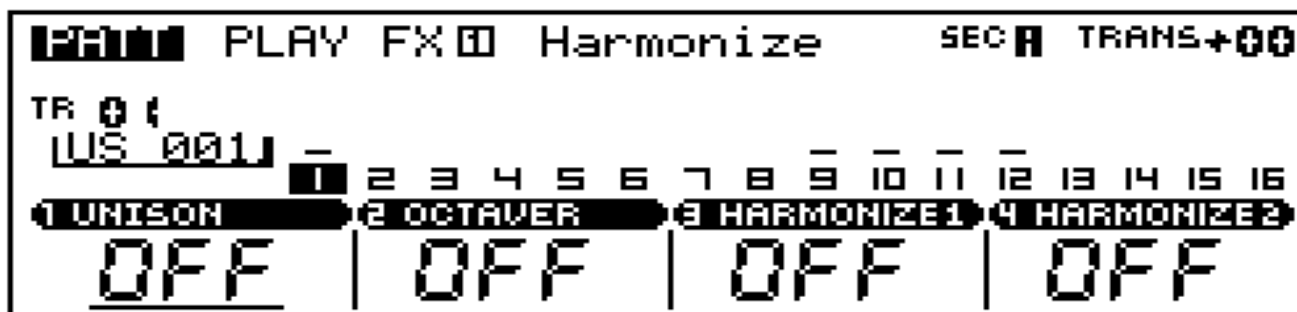 PATT PLAY FX 1 Harmonize SEC A TRANS+00
TR 01
US 001
1 2 3 4 5 6 7 8 9 10 11 12 13 14 15 16
1 UNISON 2 OCTAVER 3 HARMONIZE1 4 HARMONIZE2
OFF OFF OFF OFF